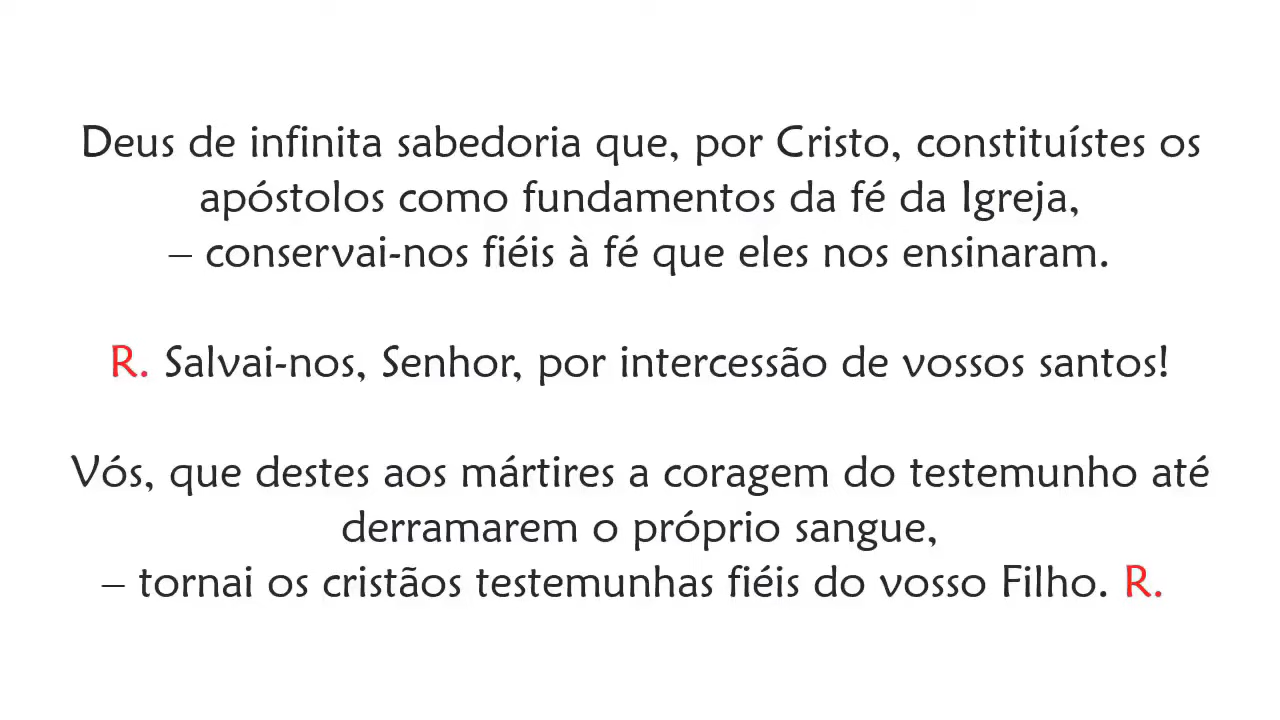 Deus de infinita sabedoria que, por Cristo, constituístes os
apóstolos como fundamentos da fé da Igreja,
– conservai-nos fiéis à fé que eles nos ensinaram.
R. Salvai-nos, Senhor, por intercessão de vossos santos!
Vós, que destes aos mártires a coragem do testemunho até
derramarem o próprio sangue,
– tornai os cristãos testemunhas fiéis do vosso Filho. R.